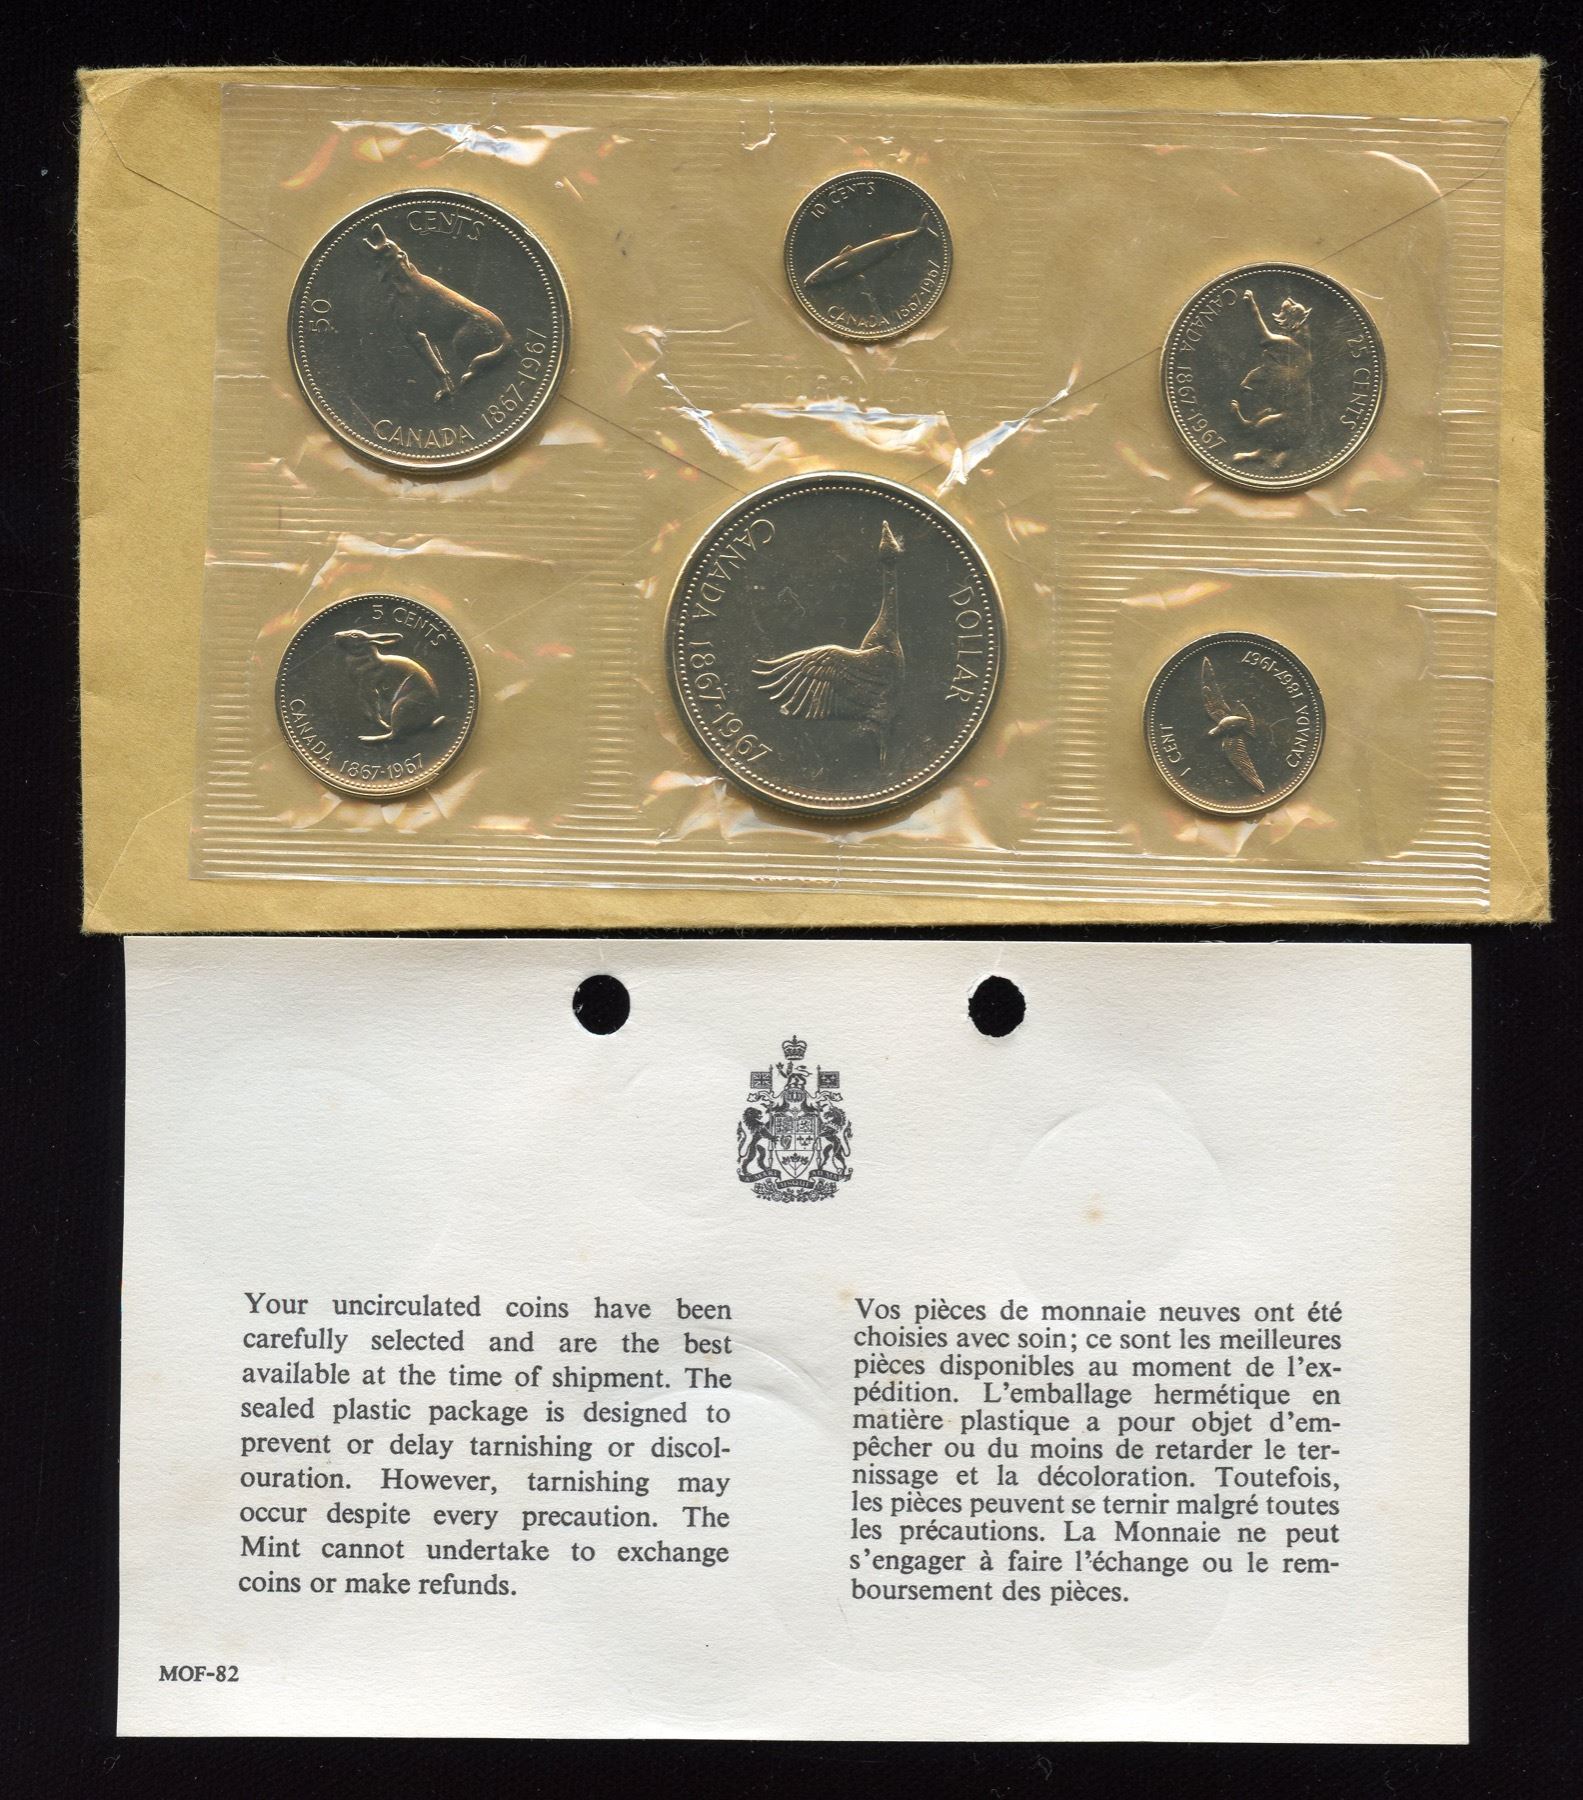 50 CENTS
CANADA 1867-1967
10 CENTS
CANADA 1867-1967
25 CENTS
CANADA 1867-1967
5 CENTS
CANADA 1867-1967
DOLLAR
CANADA 1867-1967
1 CENT
CANADA 1867-1967
A MARI
USQUE
AD MARE
Your uncirculated coins have been
carefully selected and are the best
available at the time of shipment. The
sealed plastic package is designed to
prevent or delay tarnishing or discol-
ouration. However, tarnishing may
occur despite every precaution. The
Mint cannot undertake to exchange
coins or make refunds.
Vos pièces de monnaie neuves ont été
choisies avec soin; ce sont les meilleures
pièces disponibles au moment de l'ex-
pédition. L'emballage hermétique en
matière plastique a pour objet d'em-
pêcher ou du moins de retarder le ter-
nissage et la décoloration. Toutefois,
les pièces peuvent se ternir malgré toutes
les précautions. La Monnaie ne peut
s'engager à faire l'échange ou le rem-
boursement des pièces.
MOF-82